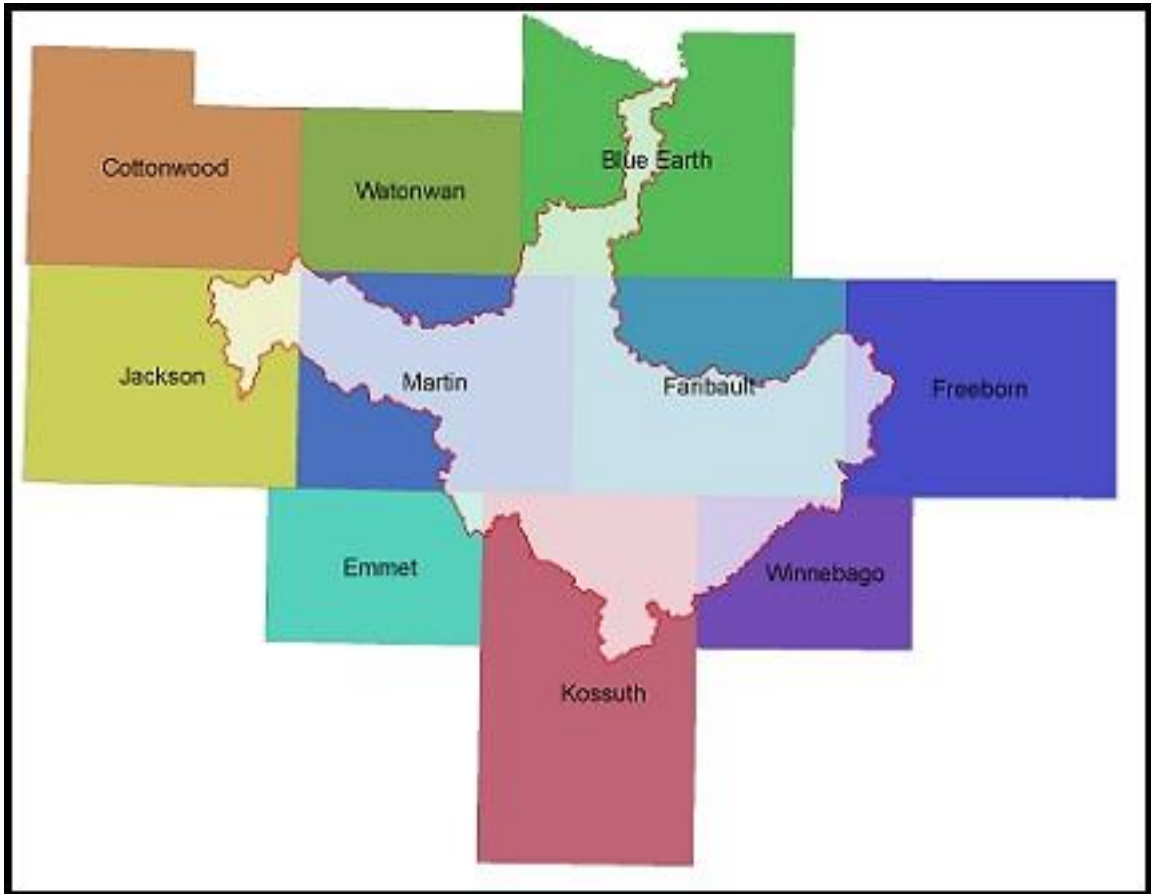 Blue Earth
Cottonwood
Watonwan
Jackson
Martin
Faribault
Freeborn
Emmet
Winnebago
Kossuth